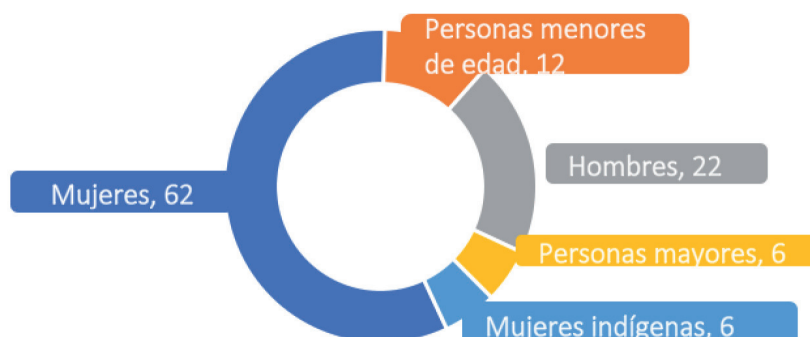 Personas menores
de edad, 12
Hombres, 22
Mujeres, 62
Personas mayores, 6
Mujeres indígenas, 6